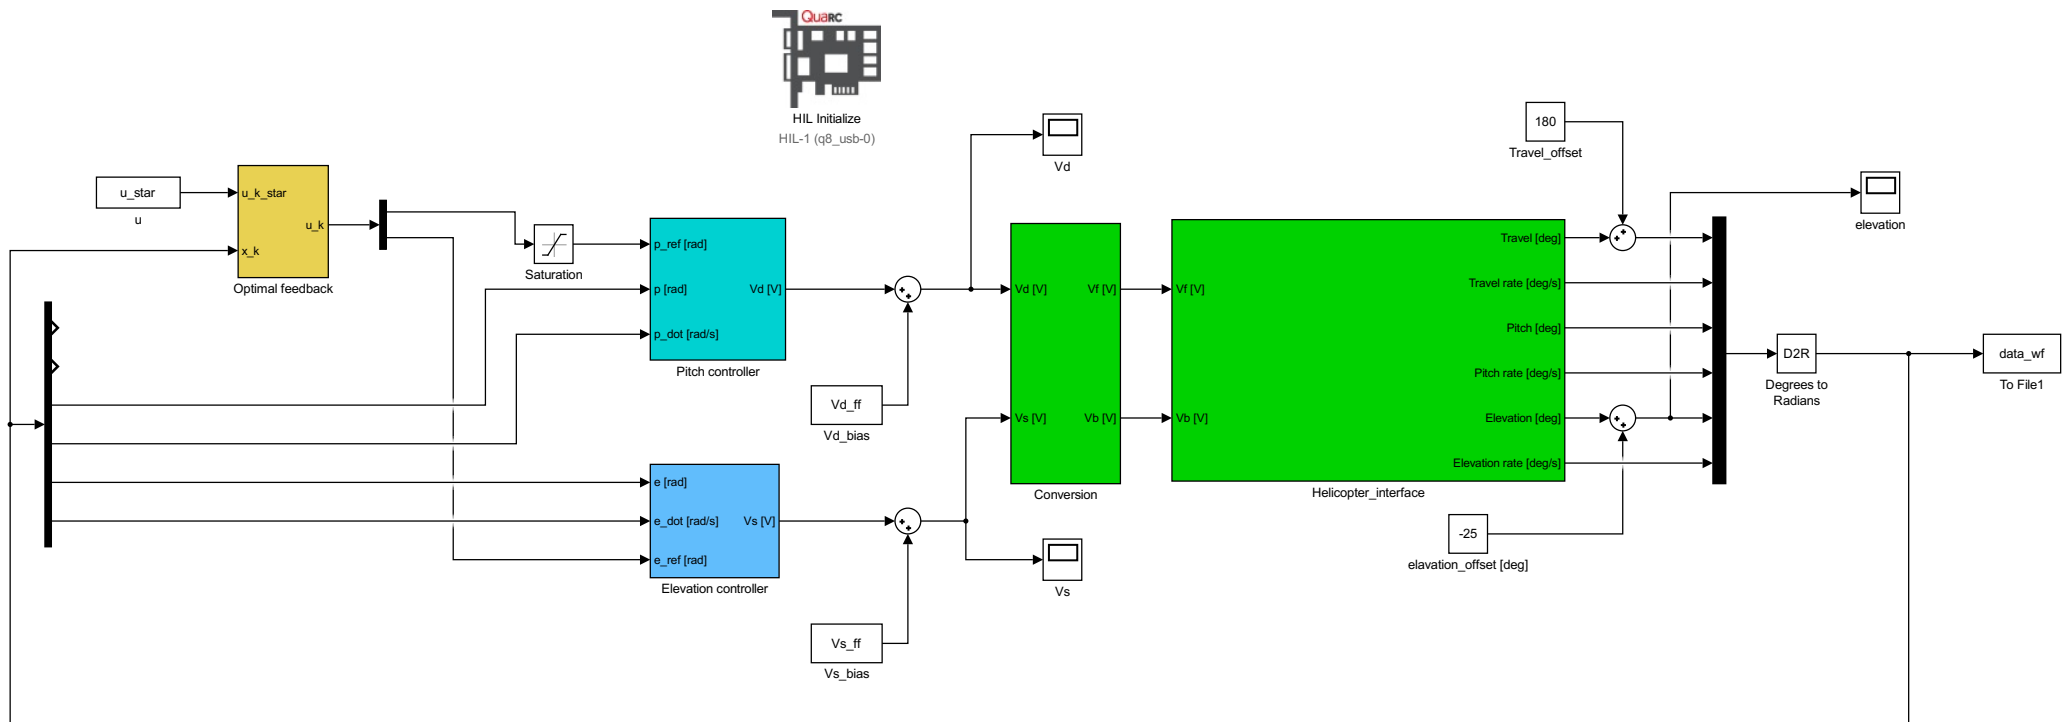 QUARC
HIL Initialize
HIL-1 (q8_usb-0)
u_star
u
u_k_star
x_k
u_k
Optimal feedback
Saturation
p_ref [rad]
p [rad]
p_dot [rad/s]
Vd [V]
Pitch controller
Vd_ff
Vd_bias
e [rad]
e_dot [rad/s]
e_ref [rad]
Vs [V]
Elevation controller
Vs_ff
Vs_bias
Vd
Vs
Vd [V]
Vs [V]
Vf [V]
Vb [V]
Conversion
Vf [V]
Vb [V]
Travel [deg]
Travel rate [deg/s]
Pitch [deg]
Pitch rate [deg/s]
Elevation [deg]
Elevation rate [deg/s]
Helicopter_interface
180
Travel_offset
-25
elavation_offset [deg]
elevation
D2R
Degrees to
Radians
data_wf
To File1